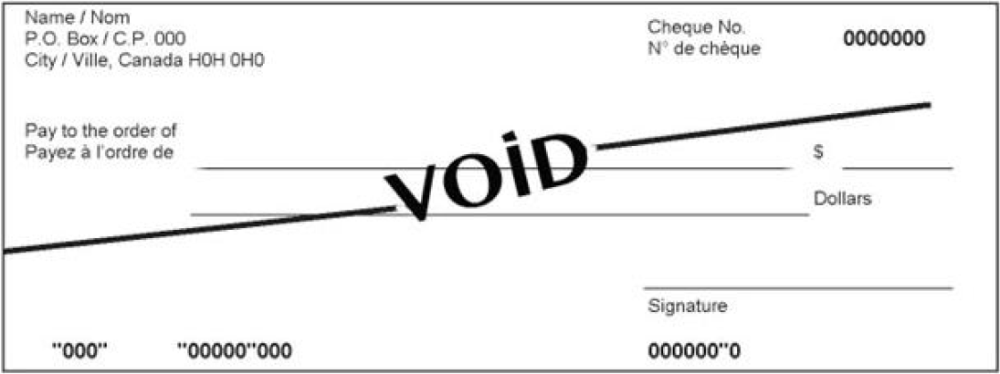 Name / Nom
P.O. Box / C.P. 000
City / Ville, Canada H0H 0H0
Cheque No.
N° de chèque
0000000
Pay to the order of
Payez à l'ordre de
$
VOID
Dollars
Signature
"000" "00000"000 000000"0